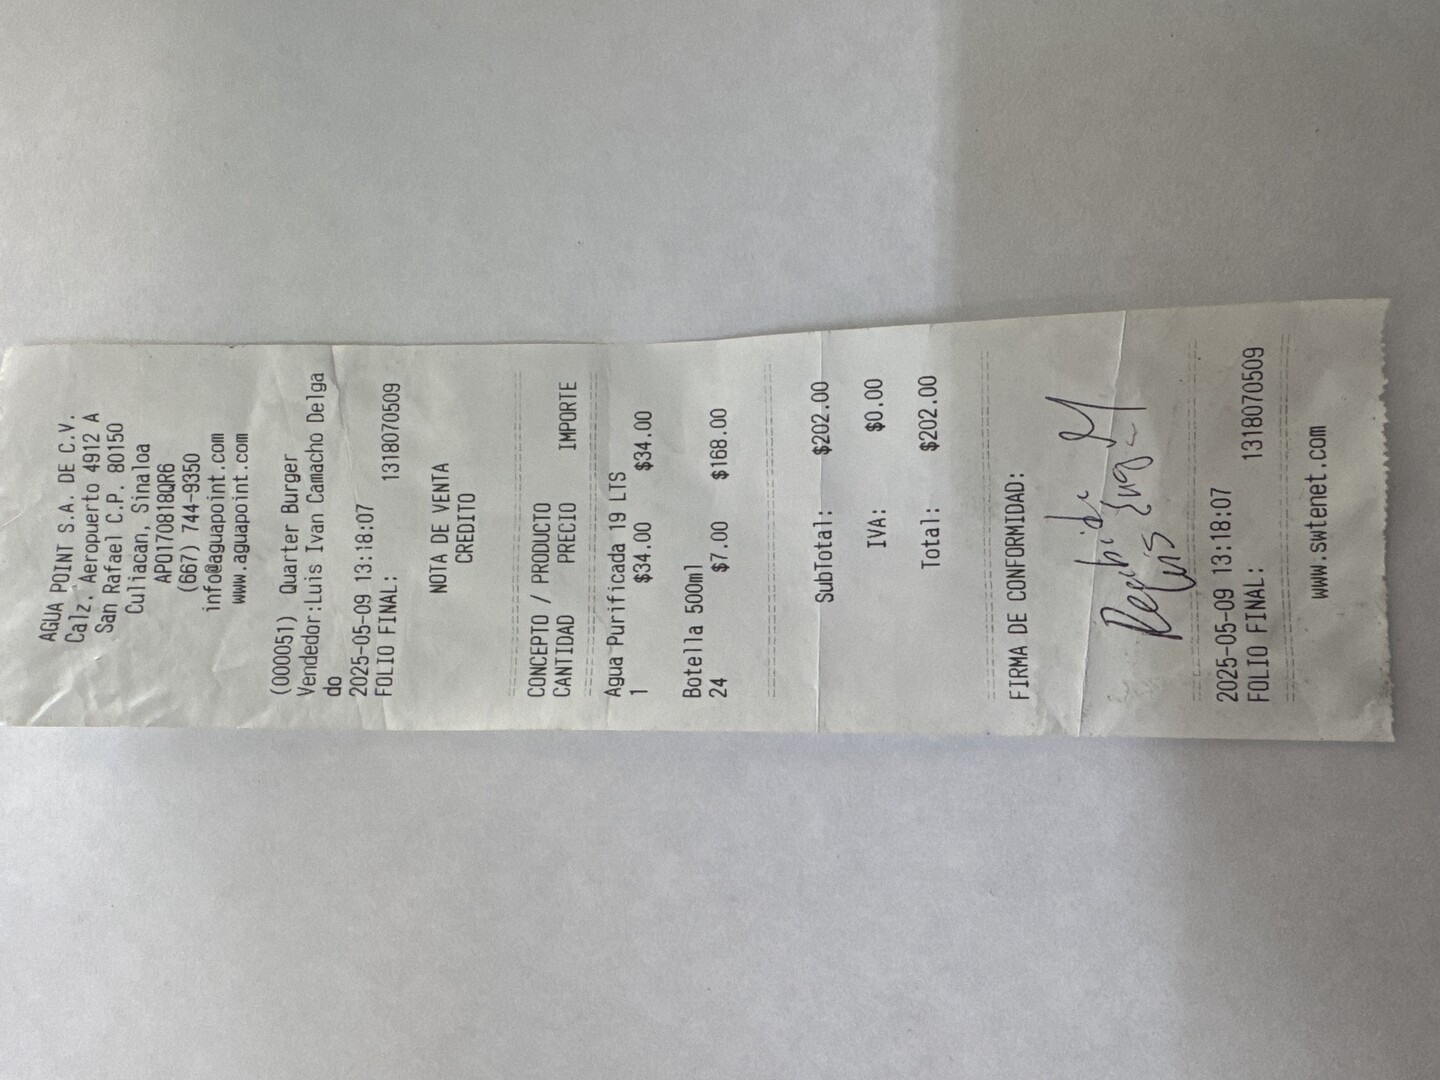 AGUA POINT S.A. DE C.V.
Calz. Aeropuerto 4912 A
San Rafael C.P. 80150
Culiacan, Sinaloa
APO170818QR6
(667) 744-9350
info@aguapoint.com
www.aguapoint.com
(000051) Quarter Burger
Vendedor:Luis Ivan Camacho Delga
do
2025-05-09 13:18:07
FOLIO FINAL: 1318070509
NOTA DE VENTA
CREDITO
CONCEPTO / PRODUCTO
CANTIDAD PRECIO IMPORTE
Agua Purificada 19 LTS
1 $34.00 $34.00
Botella 500ml
24 $7.00 $168.00
SubTotal: $202.00
IVA: $0.00
Total: $202.00
FIRMA DE CONFORMIDAD:
Recibido
Luis
2025-05-09 13:18:07
FOLIO FINAL: 1318070509
www.swtenet.com